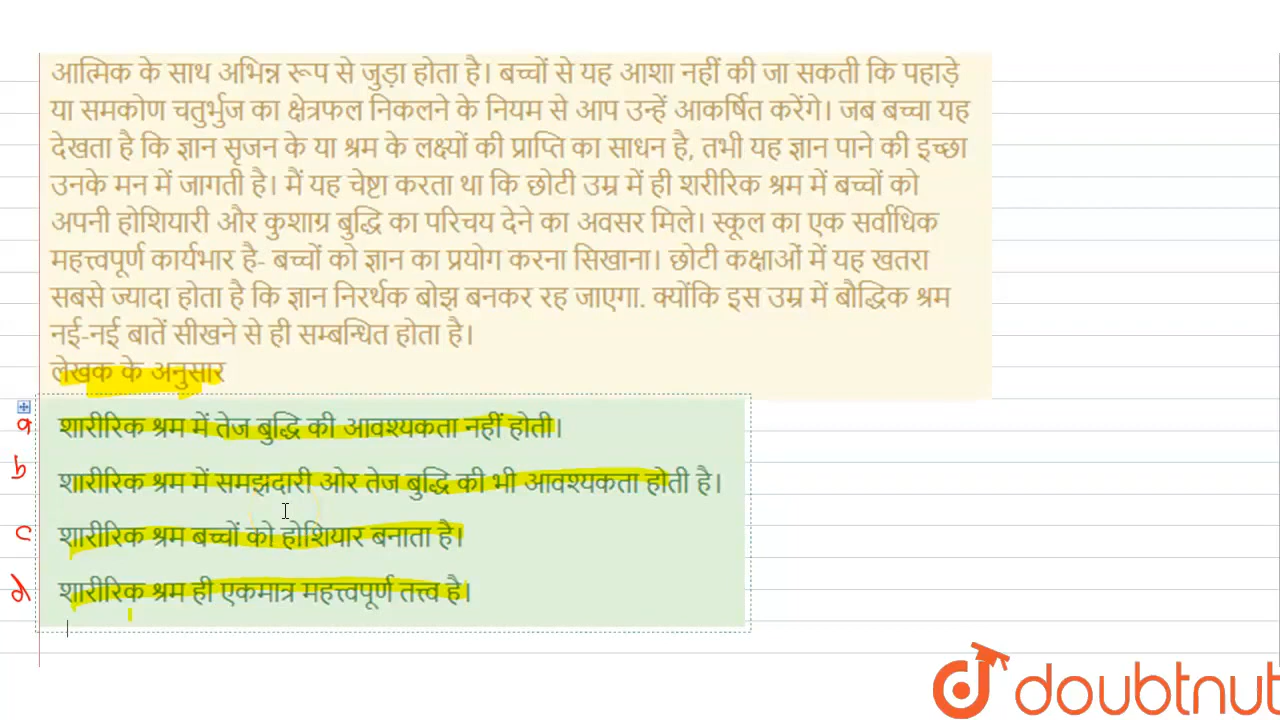 आत्मिक के साथ अभिन्न रूप से जुड़ा होता है। बच्चों से यह आशा नहीं की जा सकती कि पहाड़े
या समकोण चतुर्भुज का क्षेत्रफल निकलने के नियम से आप उन्हें आकर्षित करेंगे। जब बच्चा यह
देखता है कि ज्ञान सृजन के या श्रम के लक्ष्यों की प्राप्ति का साधन है, तभी यह ज्ञान पाने की इच्छा
उनके मन में जागती है। मैं यह चेष्टा करता था कि छोटी उम्र में ही शरीरिक श्रम में बच्चों को
अपनी होशियारी और कुशाग्र बुद्धि का परिचय देने का अवसर मिले। स्कूल का एक सर्वाधिक
महत्त्वपूर्ण कार्यभार है- बच्चों को ज्ञान का प्रयोग करना सिखाना। छोटी कक्षाओं में यह खतरा
सबसे ज्यादा होता है कि ज्ञान निरर्थक बोझ बनकर रह जाएगा. क्योंकि इस उम्र में बौद्धिक श्रम
नई-नई बातें सीखने से ही सम्बन्धित होता है।
लेखक के अनुसार
a शारीरिक श्रम में तेज बुद्धि की आवश्यकता नहीं होती।
b शारीरिक श्रम में समझदारी ओर तेज बुद्धि की भी आवश्यकता होती है।
c शारीरिक श्रम बच्चों को होशियार बनाता है।
d शारीरिक श्रम ही एकमात्र महत्त्वपूर्ण तत्त्व है।
doubtnut